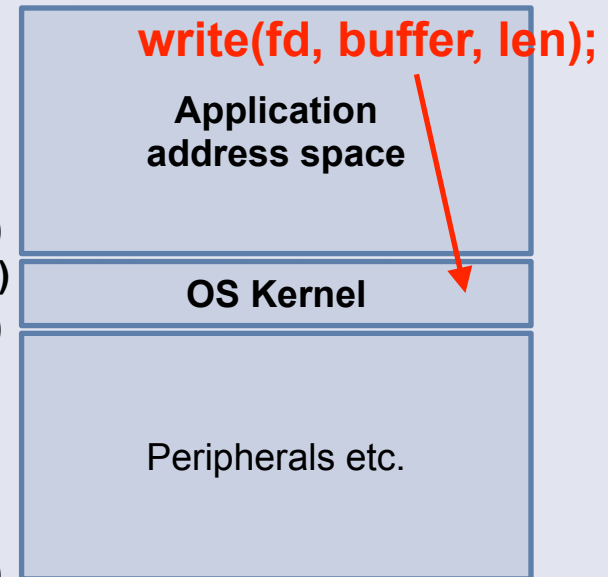 write(fd, buffer, len);
Application
address space
)
OS Kernel
Peripherals etc.